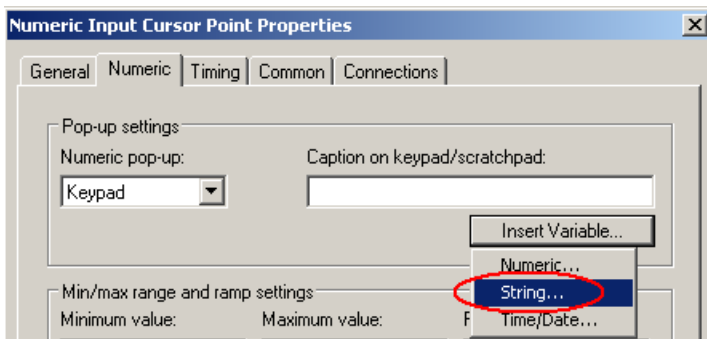 Numeric Input Cursor Point Properties
General Numeric Timing Common Connections
Pop-up settings
Numeric pop-up: Caption on keypad/scratchpad:
Keypad
Insert Variable...
Numeric...
Min/max range and ramp settings String...
Minimum value: Maximum value: Time/Date...